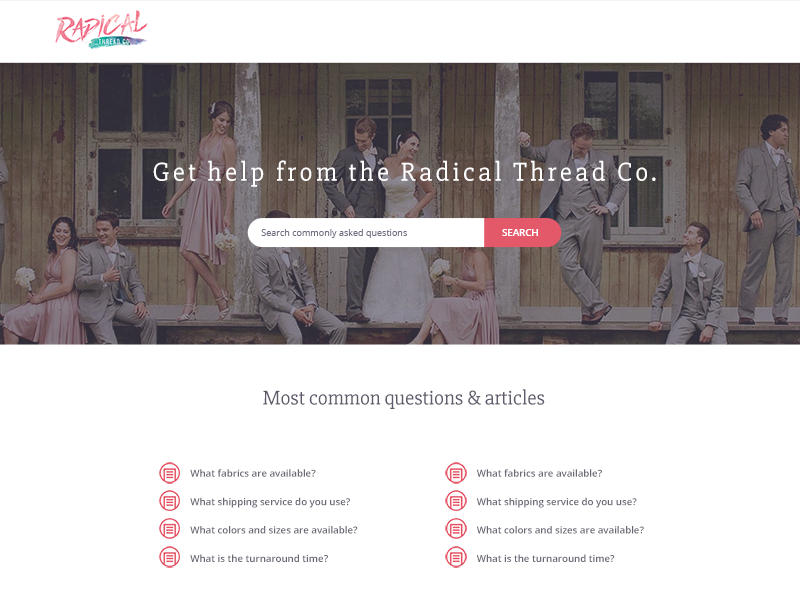 RADICAL
THREAD CO.
Get help from the Radical Thread Co.
Search commonly asked questions
SEARCH
Most common questions & articles
What fabrics are available?
What shipping service do you use?
What colors and sizes are available?
What is the turnaround time?
What fabrics are available?
What shipping service do you use?
What colors and sizes are available?
What is the turnaround time?